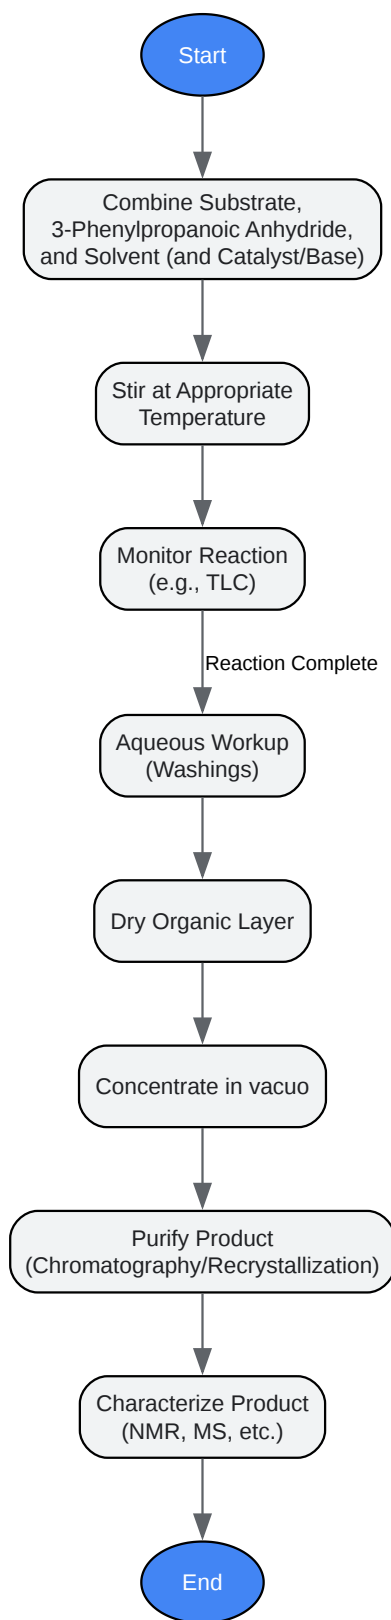 Start
Combine Substrate,
3-Phenylpropanoic Anhydride,
and Solvent (and Catalyst/Base)
Stir at Appropriate
Temperature
Monitor Reaction
(e.g., TLC)
Reaction Complete
Aqueous Workup
(Washings)
Dry Organic Layer
Concentrate in vacuo
Purify Product
(Chromatography/Recrystallization)
Characterize Product
(NMR, MS, etc.)
End